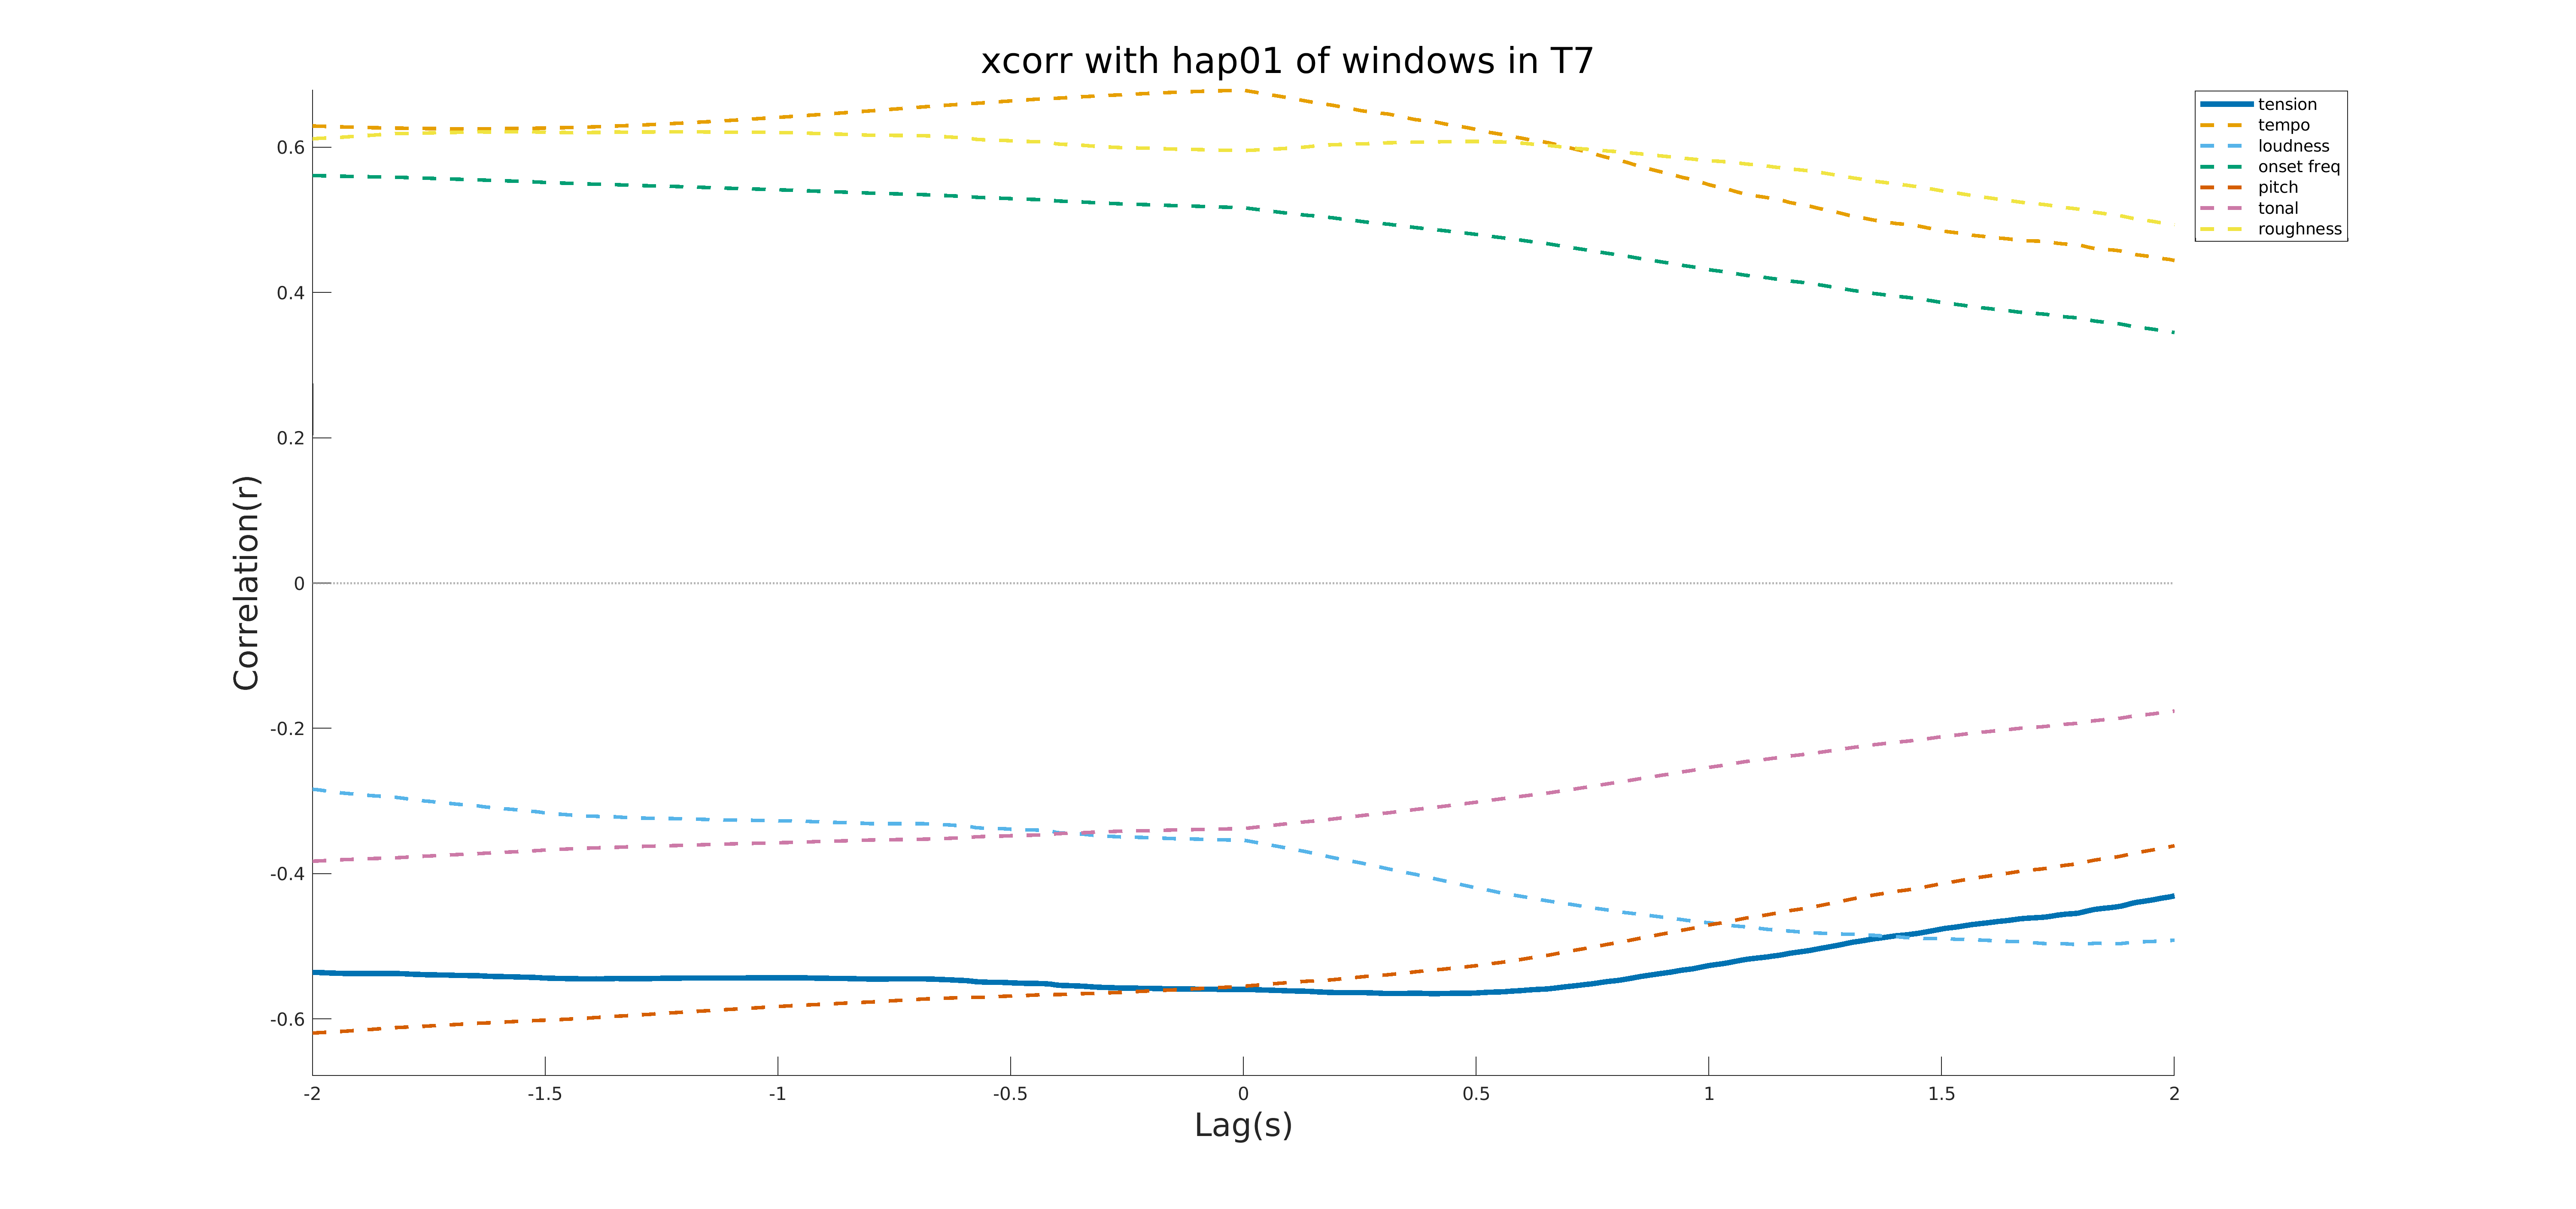 xcorr with hap01 of windows in T7
tension
tempo
loudness
onset freq
pitch
tonal
roughness
0.6
0.4
0.2
0
-0.2
-0.4
-0.6
Correlation(r)
-2
-1.5
-1
-0.5
0
0.5
1
1.5
2
Lag(s)